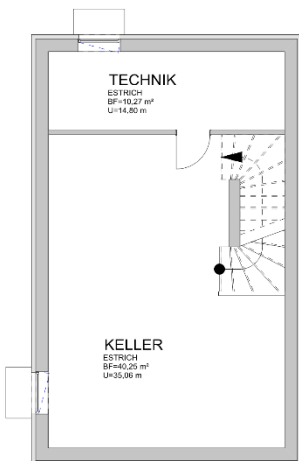 TECHNIK
ESTRICH
BF=10,27 m²
U=14,80 m
KELLER
ESTRICH
BF=40,25 m²
U=35,06 m